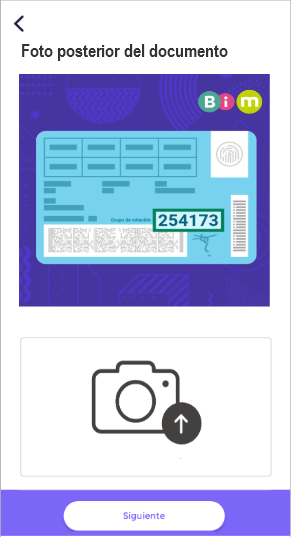 Foto posterior del documento
Bim
Grupo de votación
254173
Siguiente